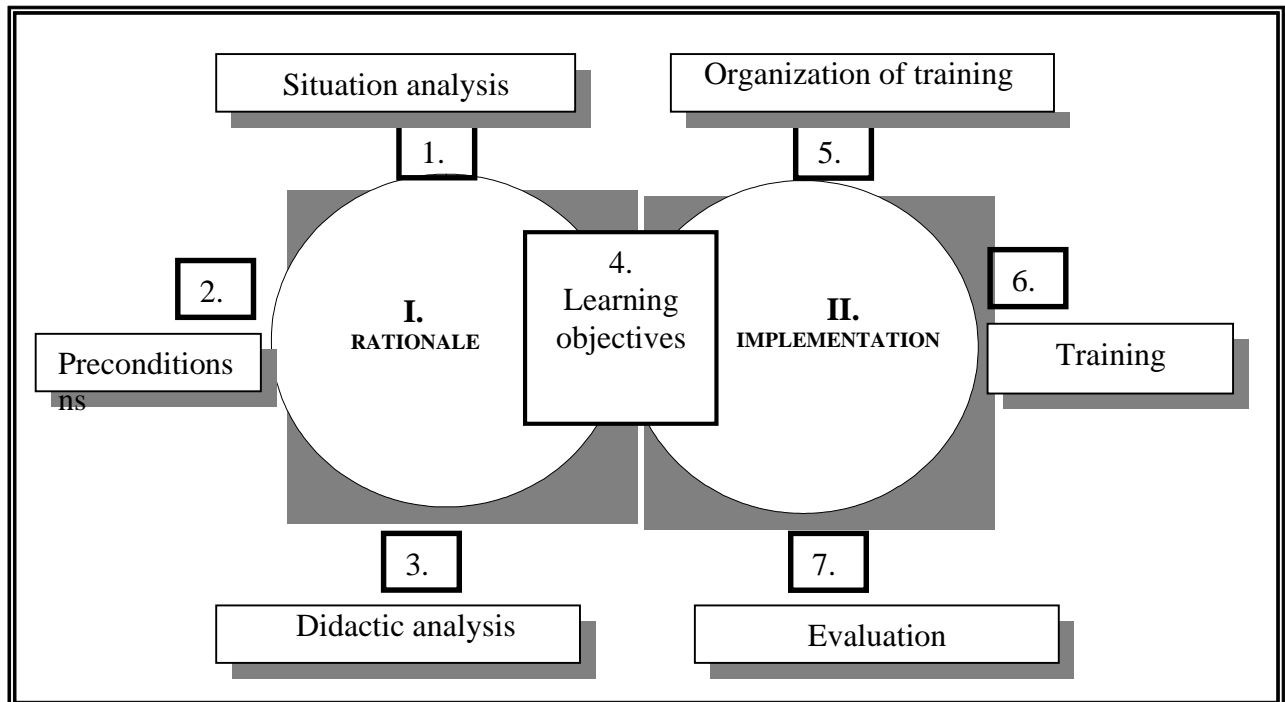 Situation analysis
Organization of training
1.
5.
2.
Preconditions
ns
I.
RATIONALE
4.
Learning
objectives
II.
IMPLEMENTATION
6.
Training
3.
7.
Didactic analysis
Evaluation